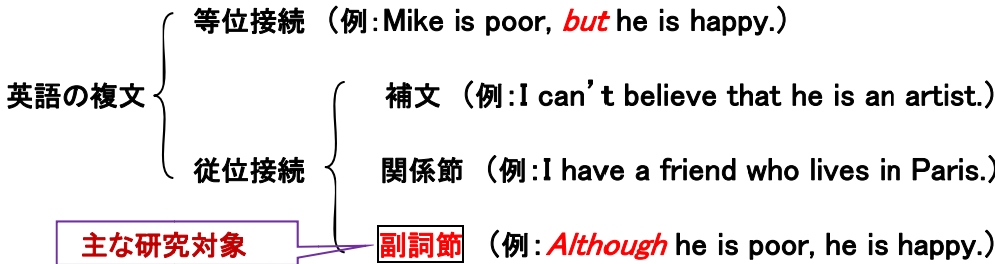 等位接続 （例：Mike is poor, but he is happy.）
英語の複文
補文 （例：I can’t believe that he is an artist.）
従位接続
関係節 （例：I have a friend who lives in Paris.）
主な研究対象
副詞節 （例：Although he is poor, he is happy.）